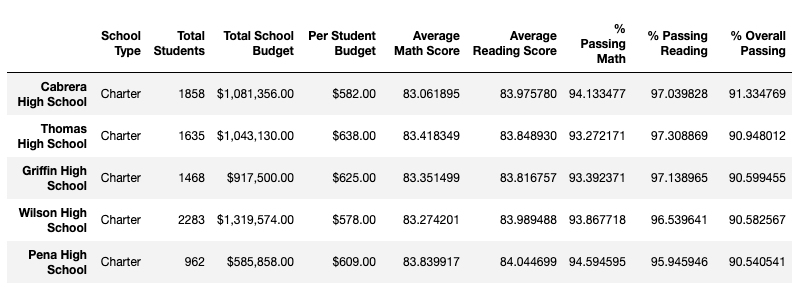 School Type Total Students Total School Budget Per Student Budget Average Math Score Average Reading Score % Passing Math % Passing Reading % Overall Passing
Cabrera High School Charter 1858 $1,081,356.00 $582.00 83.061895 83.975780 94.133477 97.039828 91.334769
Thomas High School Charter 1635 $1,043,130.00 $638.00 83.418349 83.848930 93.272171 97.308869 90.948012
Griffin High School Charter 1468 $917,500.00 $625.00 83.351499 83.816757 93.392371 97.138965 90.599455
Wilson High School Charter 2283 $1,319,574.00 $578.00 83.274201 83.989488 93.867718 96.539641 90.582567
Pena High School Charter 962 $585,858.00 $609.00 83.839917 84.044699 94.594595 95.945946 90.540541